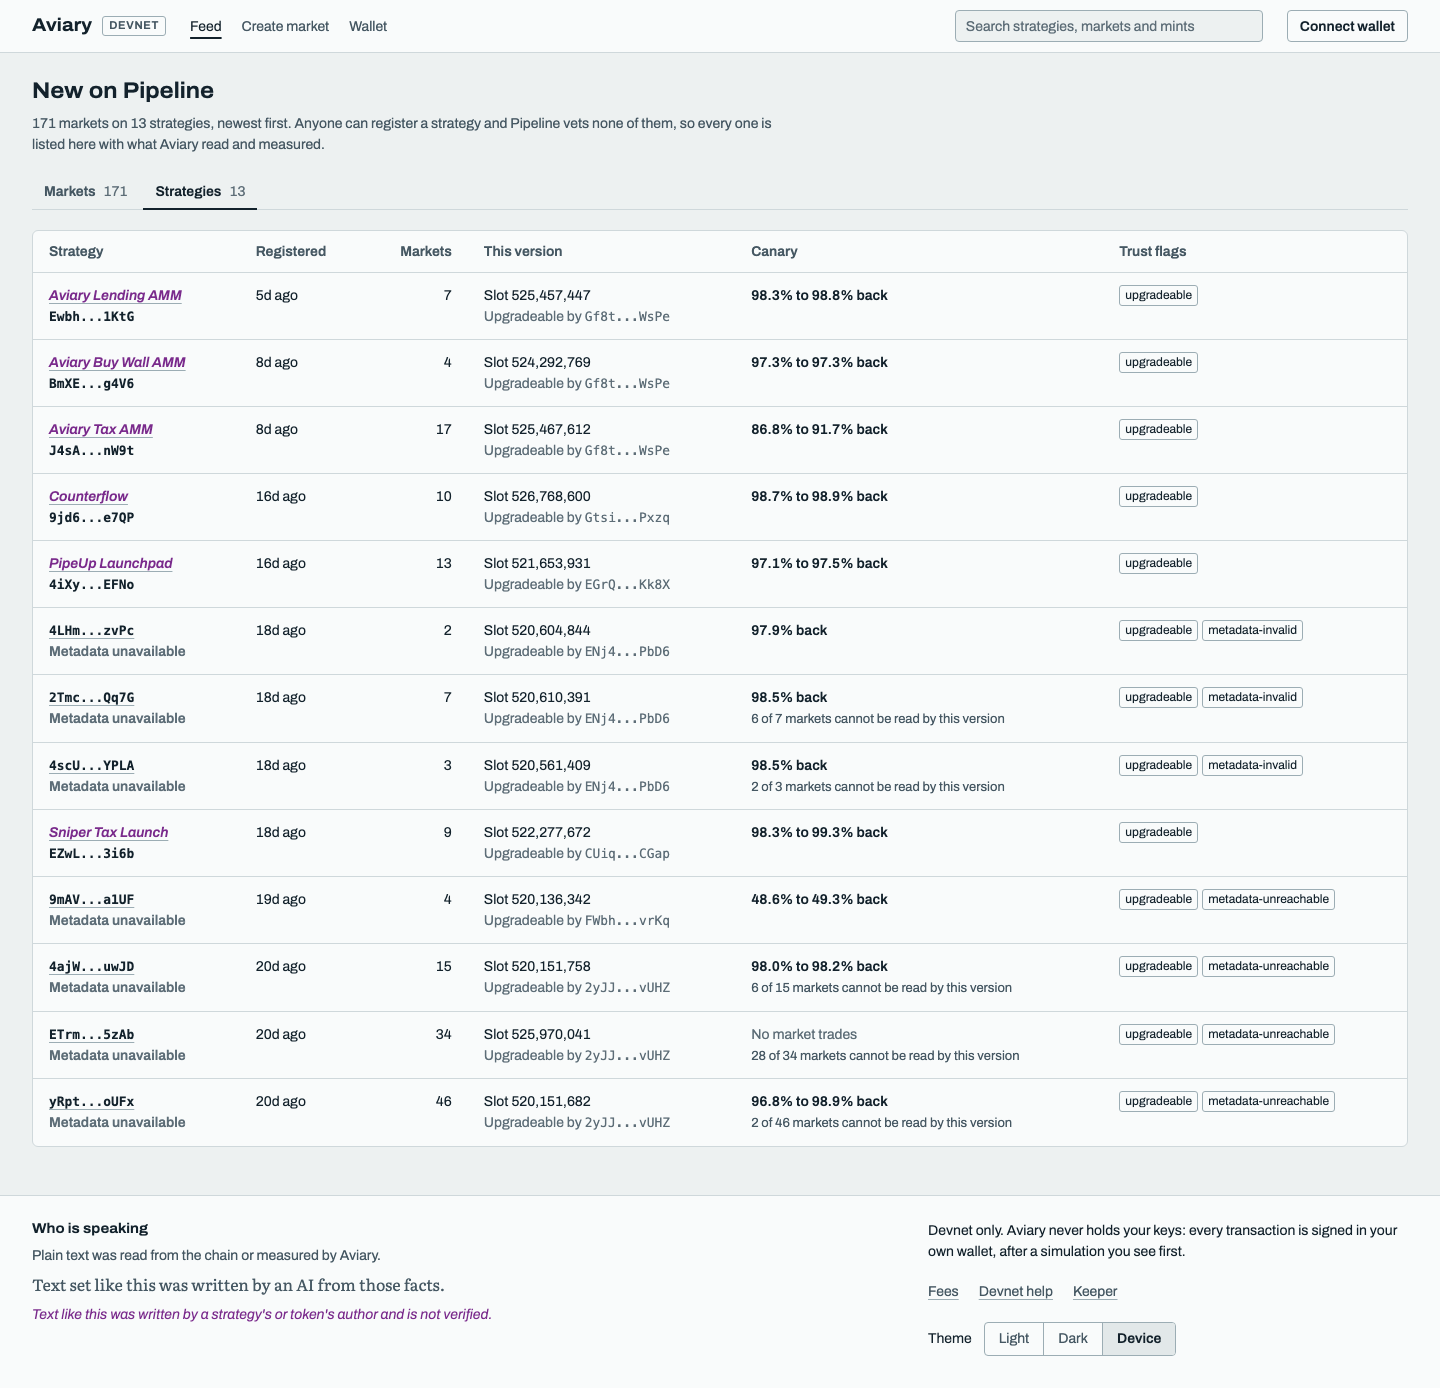 Aviary DEVNET Feed Create market Wallet Search strategies, markets and mints Connect wallet
New on Pipeline
171 markets on 13 strategies, newest first. Anyone can register a strategy and Pipeline vets none of them, so every one is
listed here with what Aviary read and measured.
Markets 171 Strategies 13
Strategy Registered Markets This version Canary Trust flags
Aviary Lending AMM 5d ago 7 Slot 525,457,447 98.3% to 98.8% back upgradeable
Ewbh...1KtG Upgradeable by Gf8t...WsPe
Aviary Buy Wall AMM 8d ago 4 Slot 524,292,769 97.3% to 97.3% back upgradeable
BmXE...g4V6 Upgradeable by Gf8t...WsPe
Aviary Tax AMM 8d ago 17 Slot 525,467,612 86.8% to 91.7% back upgradeable
J4sA...nW9t Upgradeable by Gf8t...WsPe
Counterflow 16d ago 10 Slot 526,768,600 98.7% to 98.9% back upgradeable
9jd6...e7QP Upgradeable by Gtsi...Pxzq
PipeUp Launchpad 16d ago 13 Slot 521,653,931 97.1% to 97.5% back upgradeable
4iXy...EFNo Upgradeable by EGrQ...Kk8X
4LHm...zvPc 18d ago 2 Slot 520,604,844 97.9% back upgradeable metadata-invalid
Metadata unavailable Upgradeable by ENj4...PbD6
2Tmc...Qq7G 18d ago 7 Slot 520,610,391 98.5% back upgradeable metadata-invalid
Metadata unavailable Upgradeable by ENj4...PbD6 6 of 7 markets cannot be read by this version
4scU...YPLA 18d ago 3 Slot 520,561,409 98.5% back upgradeable metadata-invalid
Metadata unavailable Upgradeable by ENj4...PbD6 2 of 3 markets cannot be read by this version
Sniper Tax Launch 18d ago 9 Slot 522,277,672 98.3% to 99.3% back upgradeable
EZwL...3i6b Upgradeable by CUiq...CGap
9mAV...a1UF 19d ago 4 Slot 520,136,342 48.6% to 49.3% back upgradeable metadata-unreachable
Metadata unavailable Upgradeable by FWbh...vrKq
4ajW...uwJD 20d ago 15 Slot 520,151,758 98.0% to 98.2% back upgradeable metadata-unreachable
Metadata unavailable Upgradeable by 2yJJ...vUHZ 6 of 15 markets cannot be read by this version
ETrm...5zAb 20d ago 34 Slot 525,970,041 No market trades upgradeable metadata-unreachable
Metadata unavailable Upgradeable by 2yJJ...vUHZ 28 of 34 markets cannot be read by this version
yRpt...oUFx 20d ago 46 Slot 520,151,682 96.8% to 98.9% back upgradeable metadata-unreachable
Metadata unavailable Upgradeable by 2yJJ...vUHZ 2 of 46 markets cannot be read by this version
Who is speaking
Plain text was read from the chain or measured by Aviary.
Text set like this was written by an AI from those facts.
Text like this was written by a strategy's or token's author and is not verified.
Devnet only. Aviary never holds your keys: every transaction is signed in your
own wallet, after a simulation you see first.
Fees Devnet help Keeper
Theme Light Dark Device